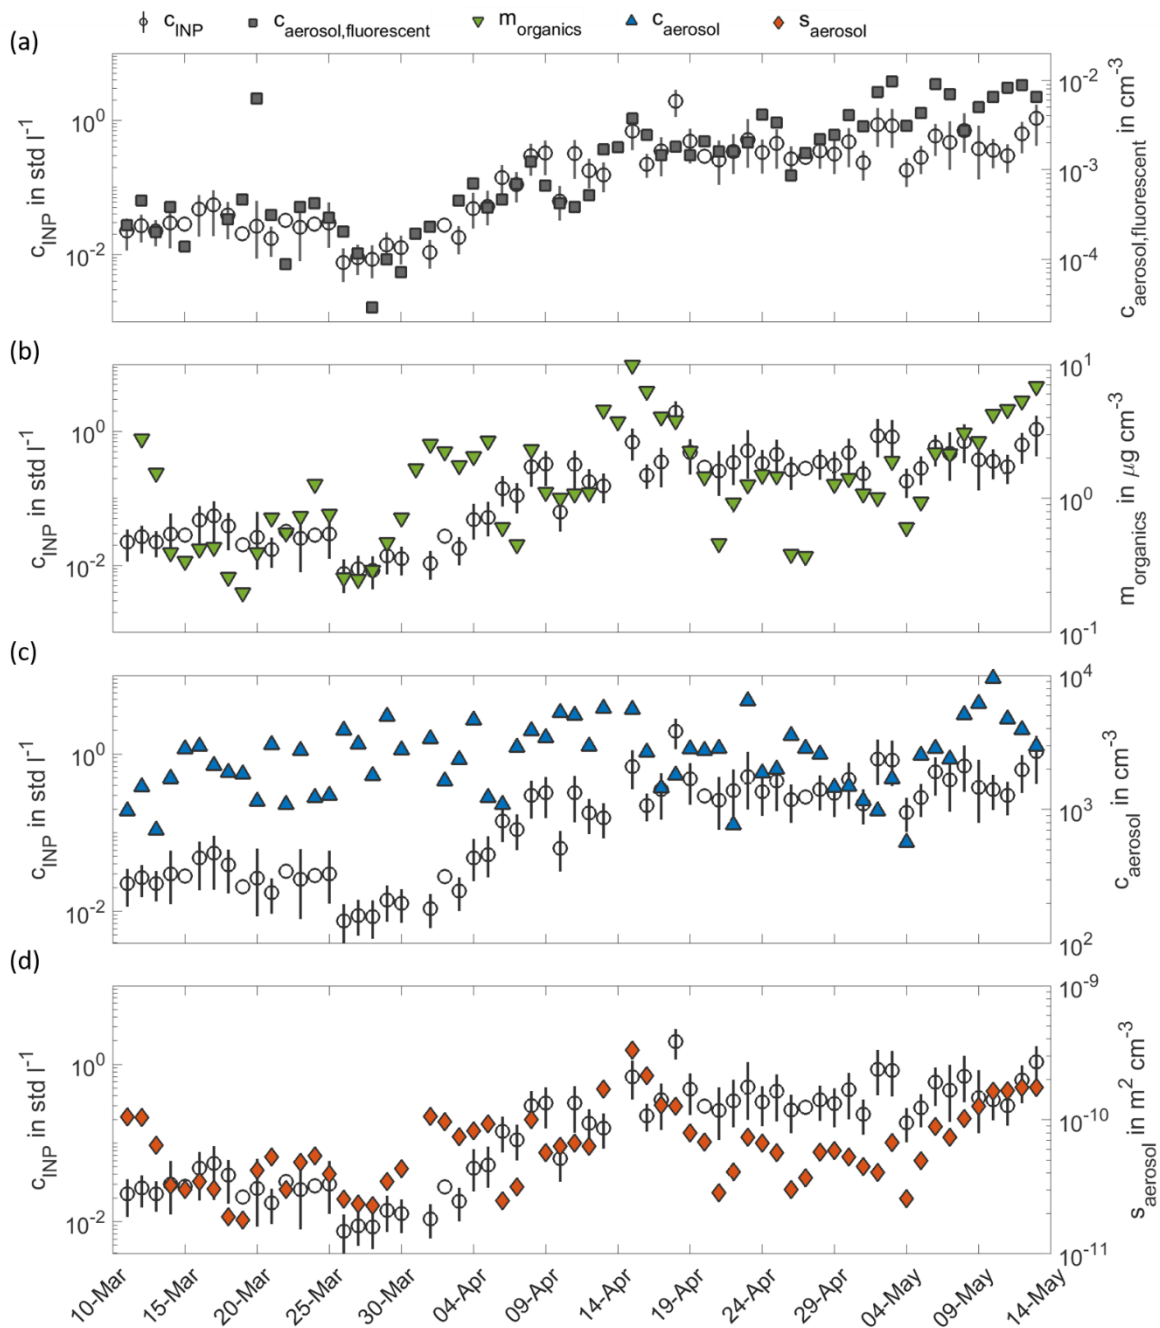 c_INP c_aerosol,fluorescent m_organics c_aerosol s_aerosol
(a)
10^0
10^-2
c_INP in std l^-1
10^-2
10^-3
10^-4
c_aerosol,fluorescent in cm^-3
(b)
10^0
10^-2
c_INP in std l^-1
10^1
10^0
10^-1
m_organics in μg cm^-3
(c)
10^0
10^-2
c_INP in std l^-1
10^4
10^3
10^2
c_aerosol in cm^-3
(d)
10^0
10^-2
c_INP in std l^-1
10^-9
10^-10
10^-11
s_aerosol in m^2 cm^-3
10-Mar 15-Mar 20-Mar 25-Mar 30-Mar 04-Apr 09-Apr 14-Apr 19-Apr 24-Apr 29-Apr 04-May 09-May 14-May